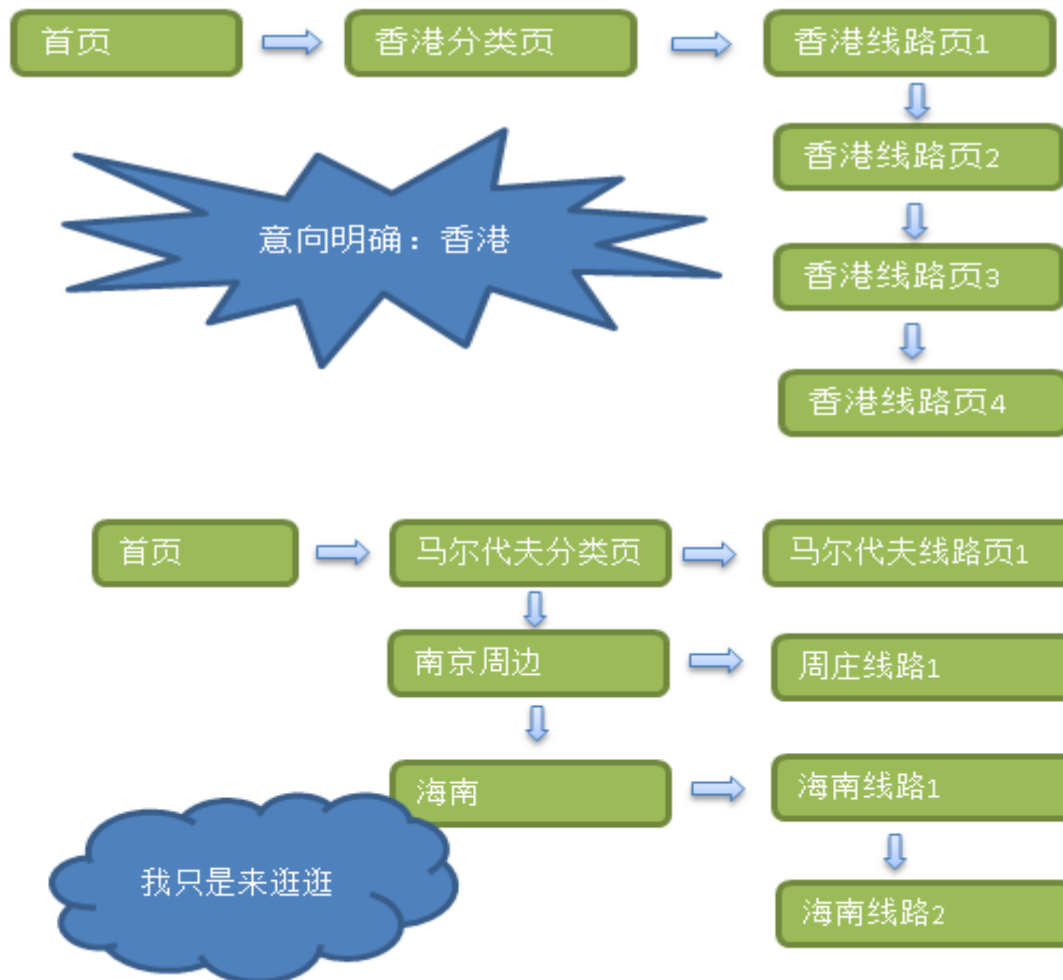 首页
香港分类页
香港线路页1
香港线路页2
意向明确：香港
香港线路页3
香港线路页4
首页
马尔代夫分类页
马尔代夫线路页1
南京周边
周庄线路1
海南
海南线路1
我只是来逛逛
海南线路2